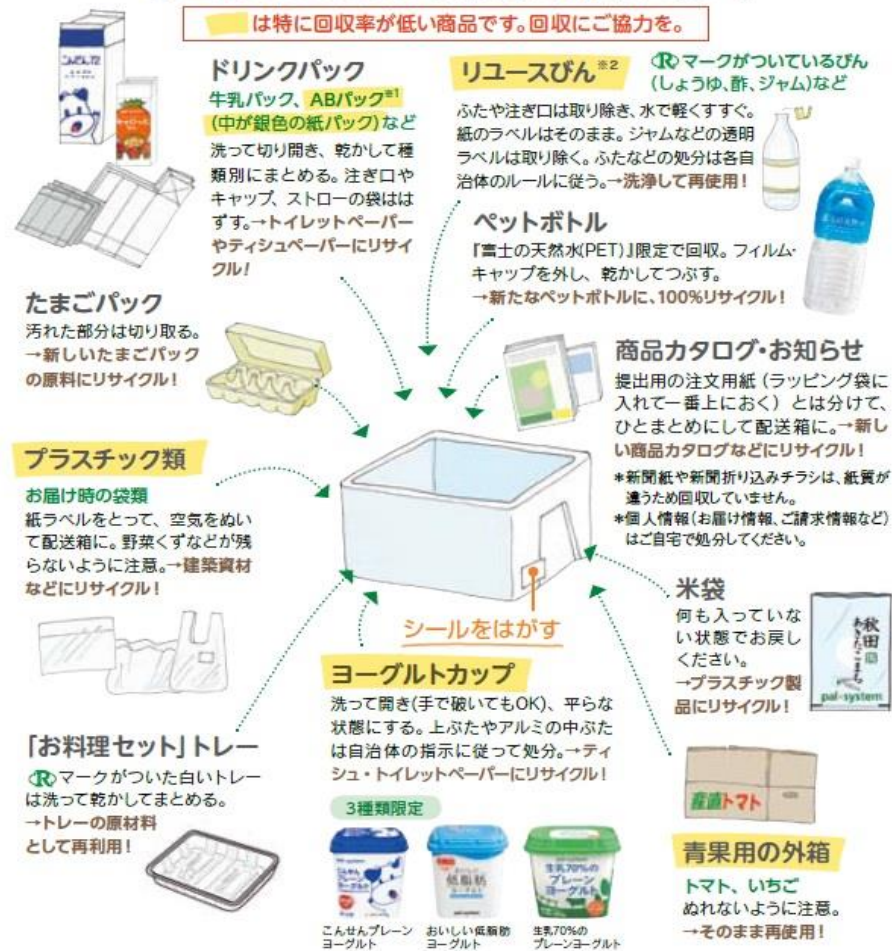 は特に回収率が低い商品です。回収にご協力を。
ドリンクパック
牛乳パック、ABパック※1
(中が銀色の紙パック)など
洗って切り開き、乾かして種
類別にまとめる。注ぎ口や
キャップ、ストローの袋はは
ずす。→トイレットペーパー
やティシュペーパーにリサイ
クル!
リユースびん※2
Rマークがついているびん
(しょうゆ、酢、ジャム)など
ふたや注ぎ口は取り除き、水で軽くすすぐ。
紙のラベルはそのまま。ジャムなどの透明
ラベルは取り除く。ふたなどの処分は各自
治体のルールに従う。→洗浄して再使用!
ペットボトル
『富士の天然水(PET)』限定で回収。フィルム・
キャップを外し、乾かしてつぶす。
→新たなペットボトルに、100%リサイクル!
たまごパック
汚れた部分は切り取る。
→新しいたまごパック
の原料にリサイクル!
商品カタログ・お知らせ
提出用の注文用紙(ラッピング袋に
入れて一番上におく)とは分けて、
ひとまとめにして配送箱に。→新し
い商品カタログなどにリサイクル!
*新聞紙や新聞折り込みチラシは、紙質が
違うため回収していません。
*個人情報(お届け情報、ご請求情報など)
はご自宅で処分してください。
プラスチック類
お届け時の袋類
紙ラベルをとって、空気をぬい
て配送箱に。野菜くずなどが残
らないように注意。→建築資材
などにリサイクル!
シールをはがす
米袋
何も入っていな
い状態でお戻し
ください。
→プラスチック製
品にリサイクル!
秋田
あきたこまち
pal-system
ヨーグルトカップ
洗って開き(手で破いてもOK)、平らな
状態にする。上ぶたやアルミの中ぶた
は自治体の指示に従って処分。→ティ
シュ・トイレットペーパーにリサイクル!
3種類限定
こんせんプレーン
ヨーグルト
おいしい低脂肪
ヨーグルト
生乳70%の
プレーンヨーグルト
「お料理セット」トレー
Rマークがついた白いトレー
は洗って乾かしてまとめる。
→トレーの原材料
として再利用!
産直トマト
青果用の外箱
トマト、いちご
ぬれないように注意。
→そのまま再使用!